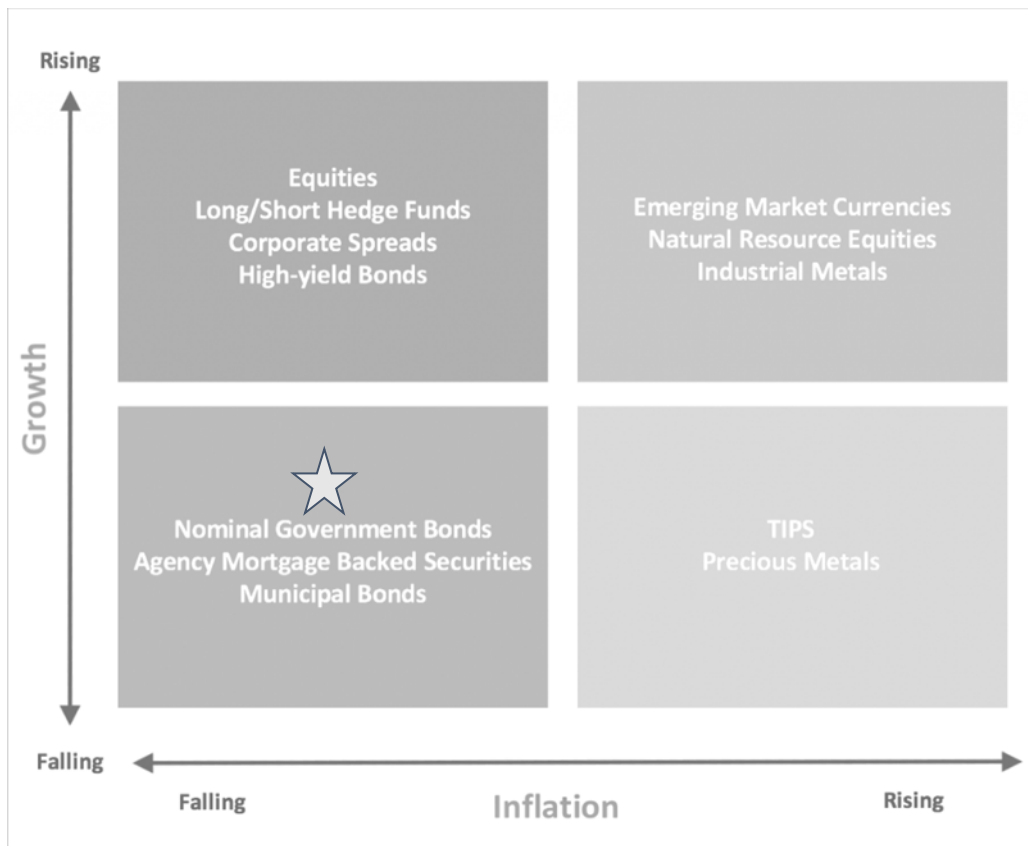 Rising
Equities
Long/Short Hedge Funds
Corporate Spreads
High-yield Bonds
Emerging Market Currencies
Natural Resource Equities
Industrial Metals
Growth
Nominal Government Bonds
Agency Mortgage Backed Securities
Municipal Bonds
TIPS
Precious Metals
Falling
Falling
Inflation
Rising